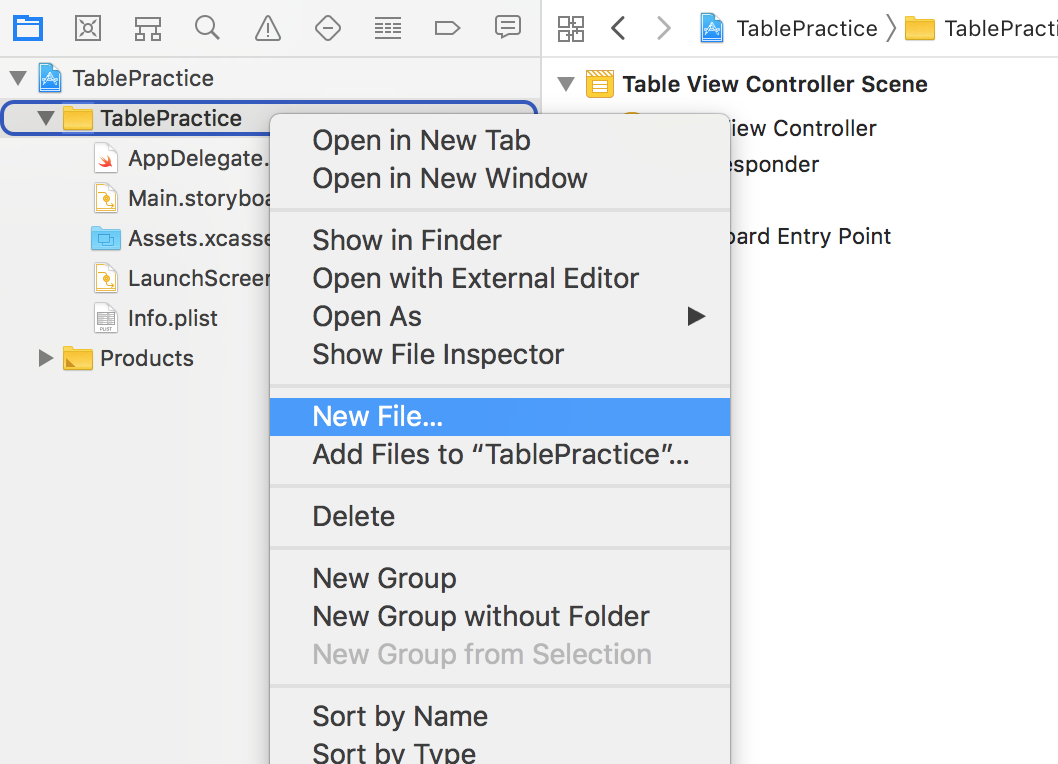 TablePractice
TablePractice
TablePractice
AppDelegate.
Assets.xcasse
Info.plist
Products
TablePractice
Table View Controller Scene
iew Controller
esponder
oard Entry Point
Open in New Tab
Open in New Window
Show in Finder
Open with External Editor
Open As
Show File Inspector
New File...
Add Files to “TablePractice”...
Delete
New Group
New Group without Folder
New Group from Selection
Sort by Name
Sort by Type
Main.storyboa
LaunchScreen
PLIST